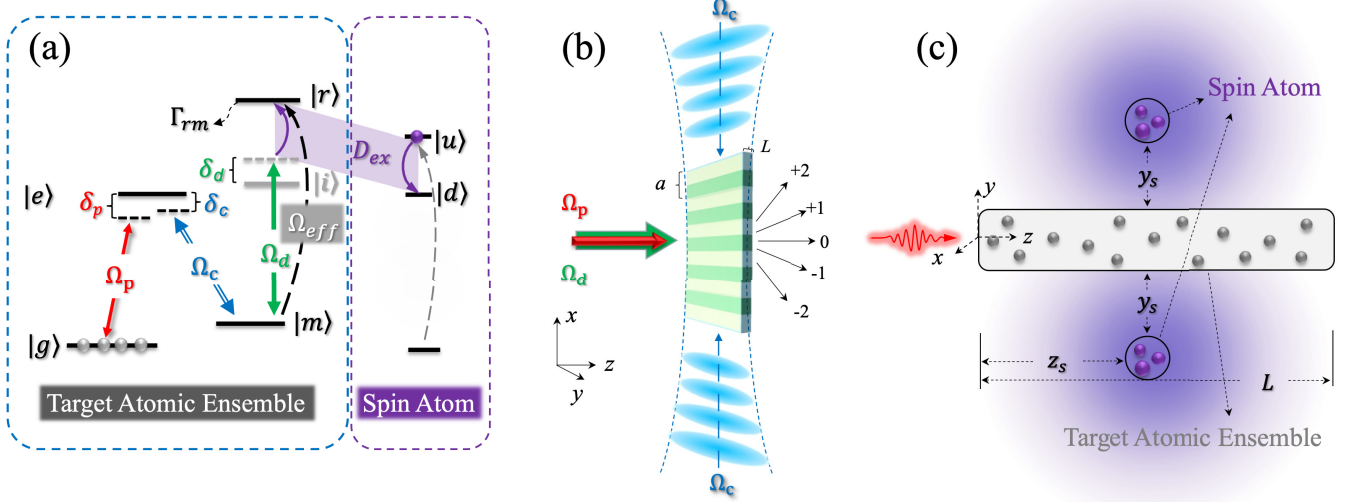 (a)
|r⟩
Γ_rm
|u⟩
D_ex
δ_d
|i⟩
|d⟩
|e⟩
δ_p
δ_c
Ω_eff
Ω_p
Ω_c
Ω_d
|m⟩
|g⟩
Target Atomic Ensemble
Spin Atom
(b)
Ω_c
L
a
+2
+1
0
-1
-2
Ω_p
Ω_d
x
z
y
Ω_c
(c)
Spin Atom
y_s
y
z
x
y_s
z_s
L
Target Atomic Ensemble